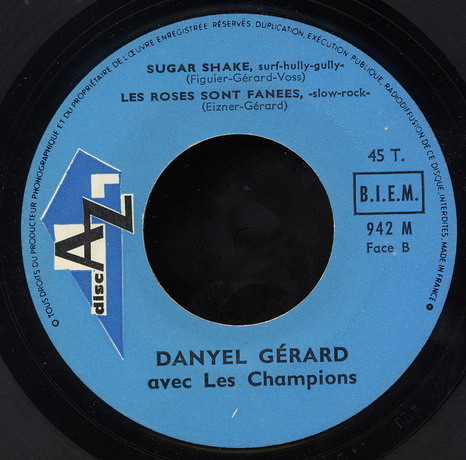 TOUS DROITS DU PRODUCTEUR PHONOGRAPHIQUE ET DU PROPRIÉTAIRE DE L'ŒUVRE ENREGISTRÉE RÉSERVÉS. DUPLICATION, EXÉCUTION PUBLIQUE, RADIODIFFUSION DE CE DISQUE, INTERDITES. MADE IN FRANCE
SUGAR SHAKE, surf-hully-gully-
(Figuier-Gérard-Voss)
LES ROSES SONT FANEES, -slow-rock-
(Eizner-Gérard)
45 T.
B.I.E.M.
942 M
Face B
disc AZ
DANYEL GÉRARD
avec Les Champions